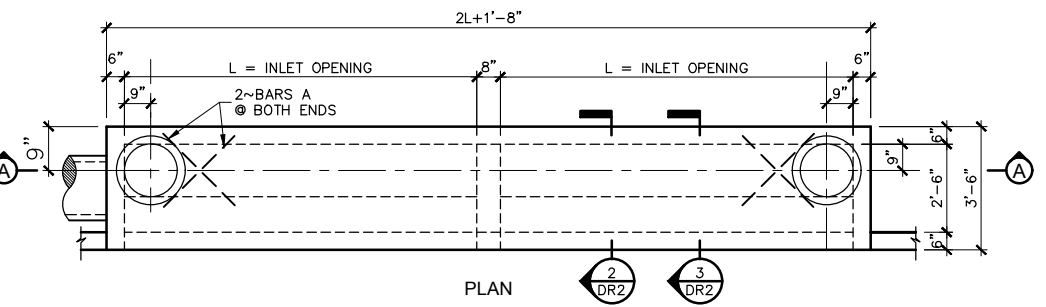 2L+1'-8"
6"
L = INLET OPENING
8"
L = INLET OPENING
6"
9"
2~BARS A
@ BOTH ENDS
9"
9"
6"
9"
2'-6"
3'-6"
6"
A
A
2
DR2
3
DR2
PLAN